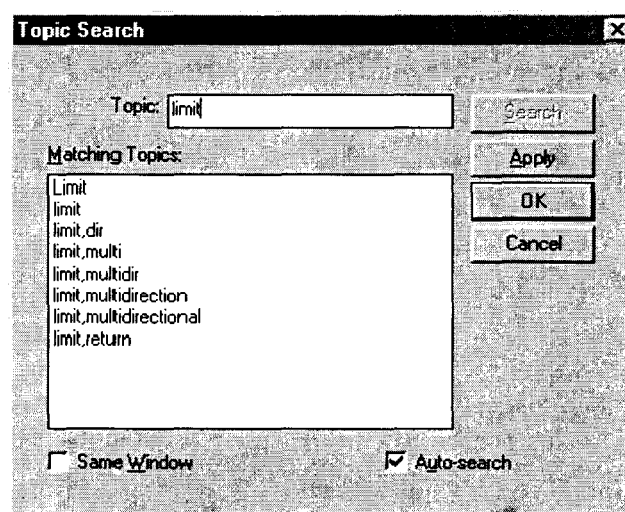 Topic Search
Topic: limit
Search
Matching Topics:
Apply
Limit
limit
limit,dir
limit,multi
limit,multidir
limit,multidirection
limit,multidirectional
limit,return
OK
Cancel
Same Window
Auto-search